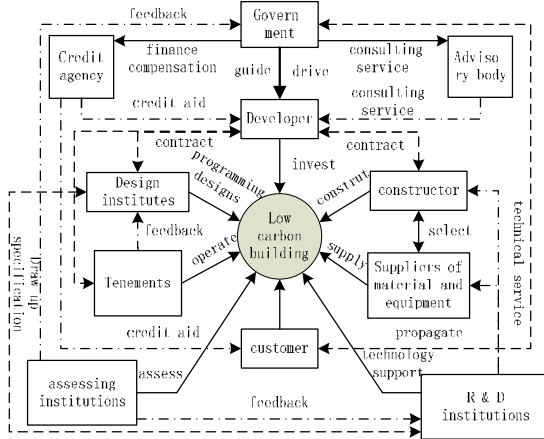 feedback
Govern
ment
Credit
agency
finance
compensation
consulting
service
Adviso
ry body
guide
drive
credit aid
consulting
service
Developer
contract
contract
invest
programming
designs
construt
Design
institutes
constructor
Low
carbon
building
feedback
operate
supply
select
Tenements
Suppliers of
material and
equipment
technical service
Draw up
specification
credit aid
customer
propagate
technology
support
assess
assessing
institutions
feedback
R & D
institutions